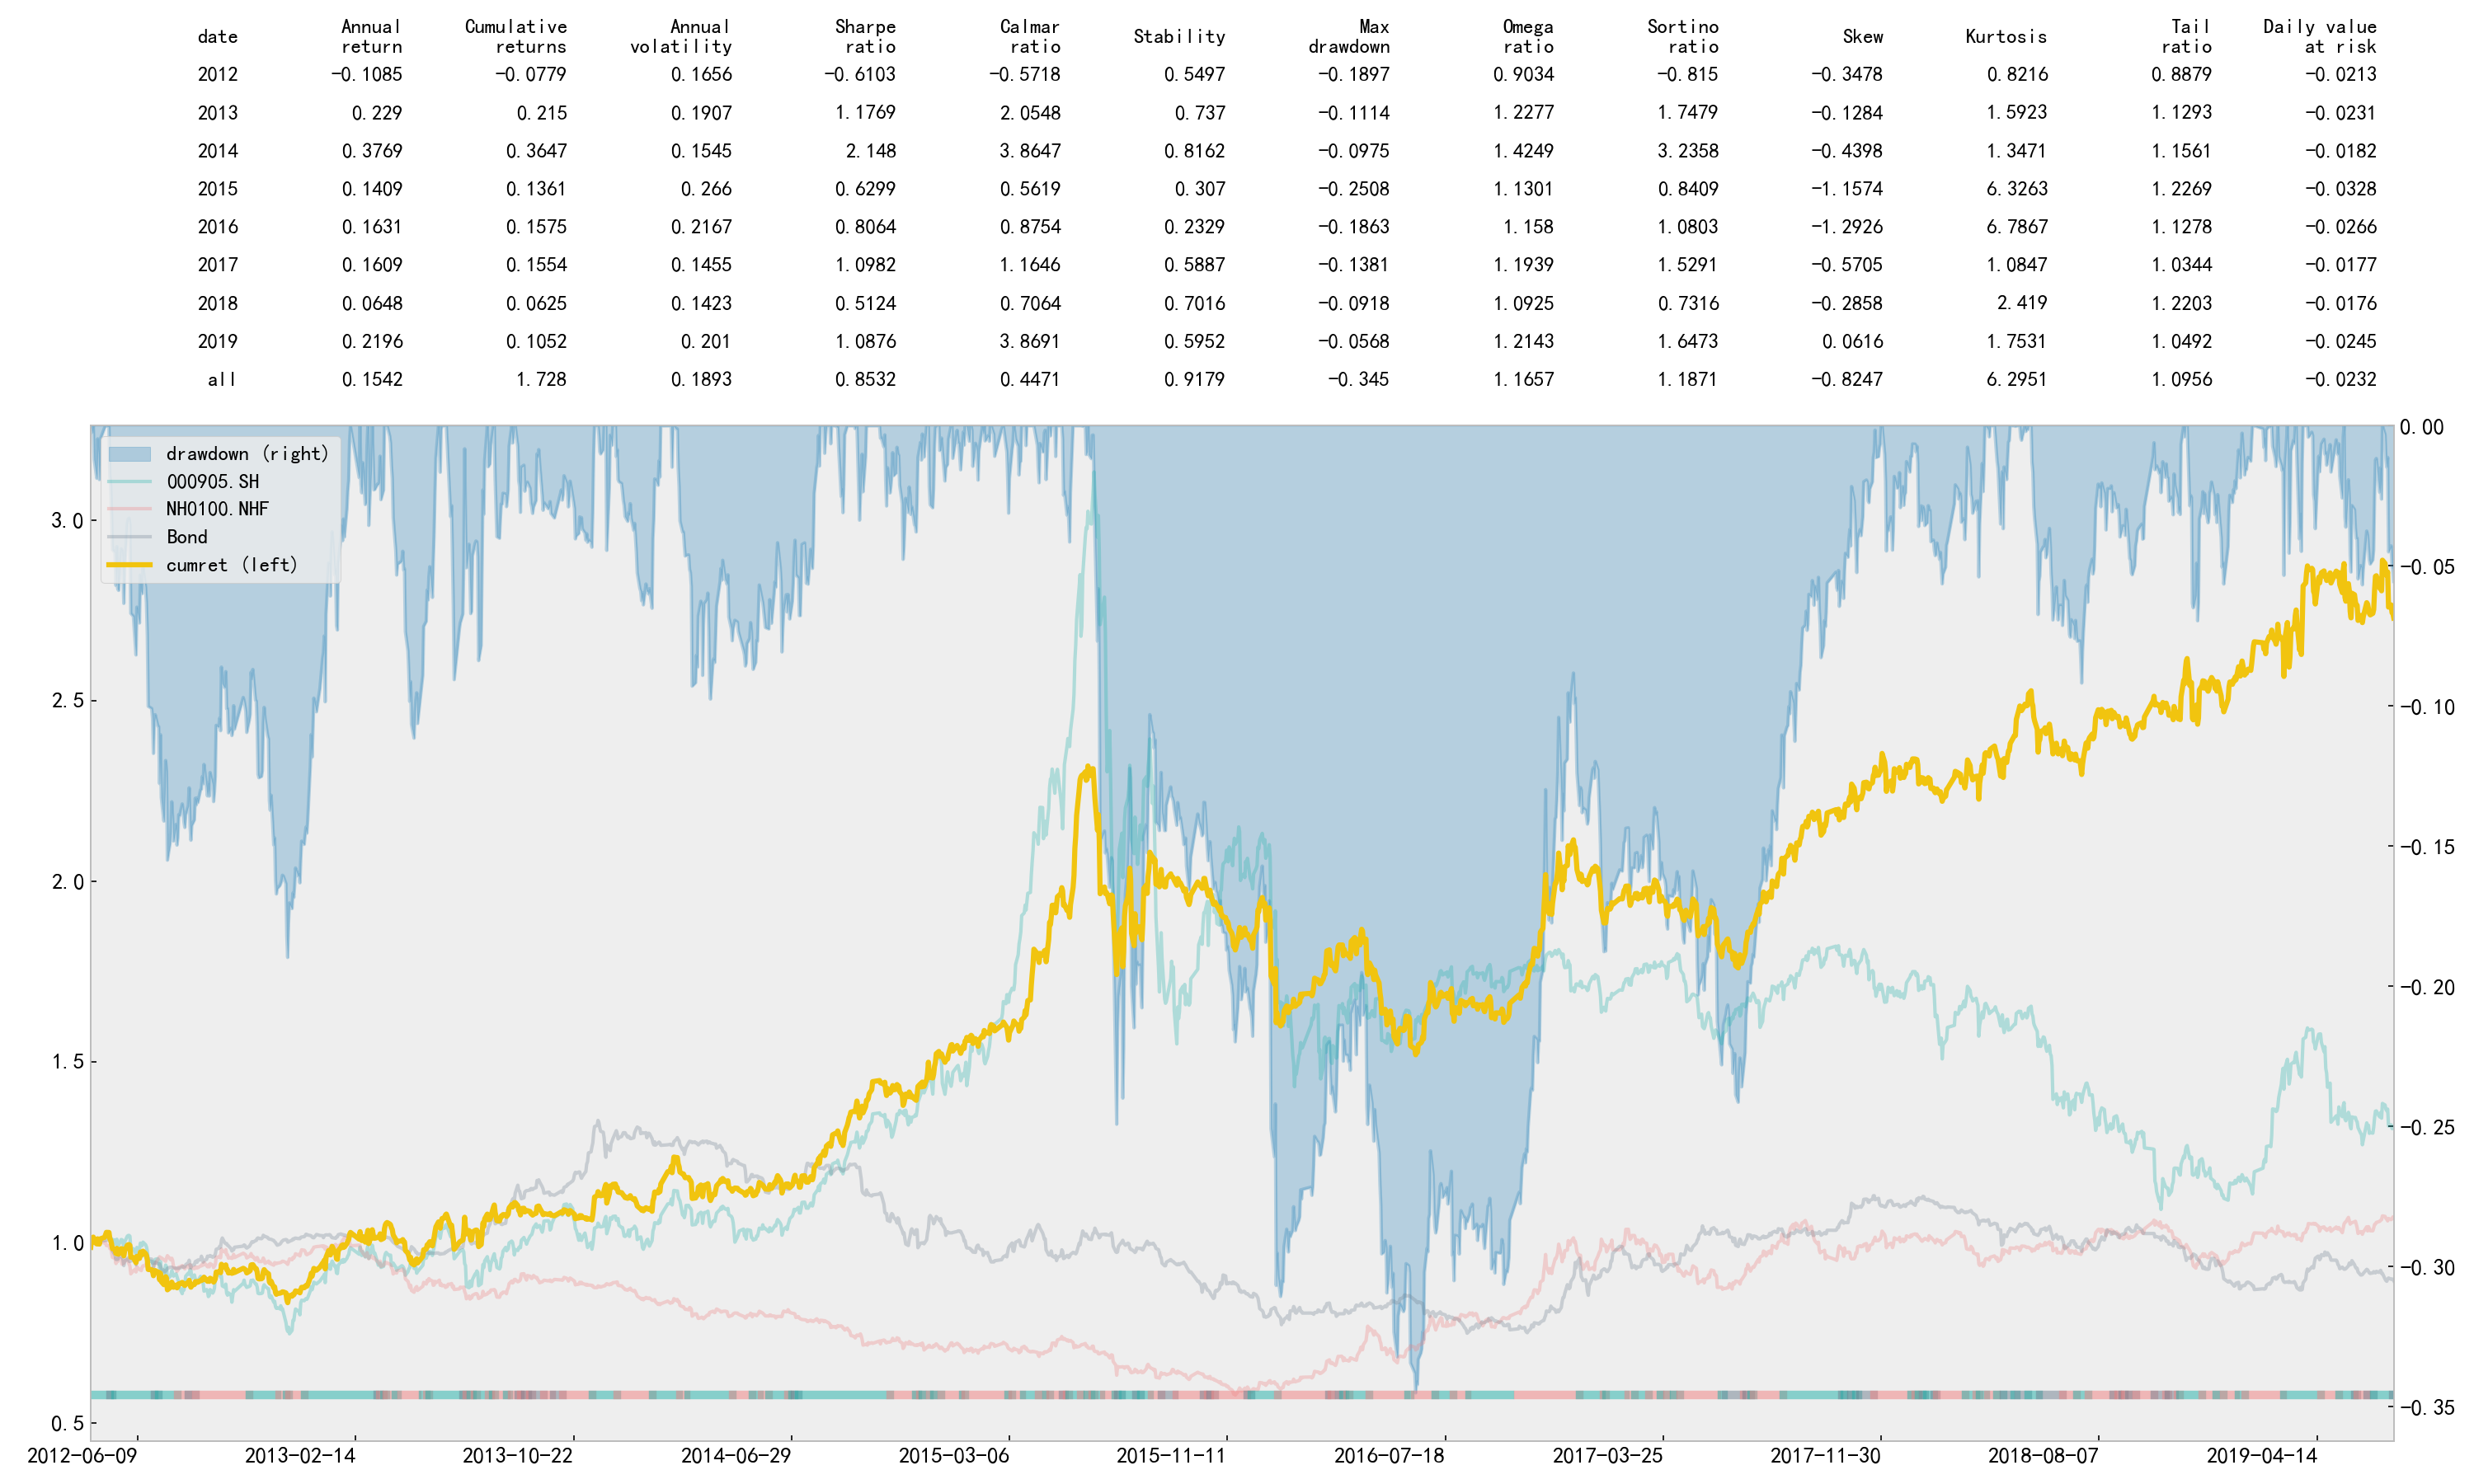 date Annual return Cumulative returns Annual volatility Sharpe ratio Calmar ratio Stability Max drawdown Omega ratio Sortino ratio Skew Kurtosis Tail ratio Daily value at risk
2012 -0.1085 -0.0779 0.1656 -0.6103 -0.5718 0.5497 -0.1897 0.9034 -0.815 -0.3478 0.8216 0.8879 -0.0213
2013 0.229 0.215 0.1907 1.1769 2.0548 0.737 -0.1114 1.2277 1.7479 -0.1284 1.5923 1.1293 -0.0231
2014 0.3769 0.3647 0.1545 2.148 3.8647 0.8162 -0.0975 1.4249 3.2358 -0.4398 1.3471 1.1561 -0.0182
2015 0.1409 0.1361 0.266 0.6299 0.5619 0.307 -0.2508 1.1301 0.8409 -1.1574 6.3263 1.2269 -0.0328
2016 0.1631 0.1575 0.2167 0.8064 0.8754 0.2329 -0.1863 1.158 1.0803 -1.2926 6.7867 1.1278 -0.0266
2017 0.1609 0.1554 0.1455 1.0982 1.1646 0.5887 -0.1381 1.1939 1.5291 -0.5705 1.0847 1.0344 -0.0177
2018 0.0648 0.0625 0.1423 0.5124 0.7064 0.7016 -0.0918 1.0925 0.7316 -0.2858 2.419 1.2203 -0.0176
2019 0.2196 0.1052 0.201 1.0876 3.8691 0.5952 -0.0568 1.2143 1.6473 0.0616 1.7531 1.0492 -0.0245
all 0.1542 1.728 0.1893 0.8532 0.4471 0.9179 -0.345 1.1657 1.1871 -0.8247 6.2951 1.0956 -0.0232
drawdown (right)
000905.SH
NH0100.NHF
Bond
cumret (left)
3.0
2.5
2.0
1.5
1.0
0.5
0.00
-0.05
-0.10
-0.15
-0.20
-0.25
-0.30
-0.35
2012-06-09 2013-02-14 2013-10-22 2014-06-29 2015-03-06 2015-11-11 2016-07-18 2017-03-25 2017-11-30 2018-08-07 2019-04-14